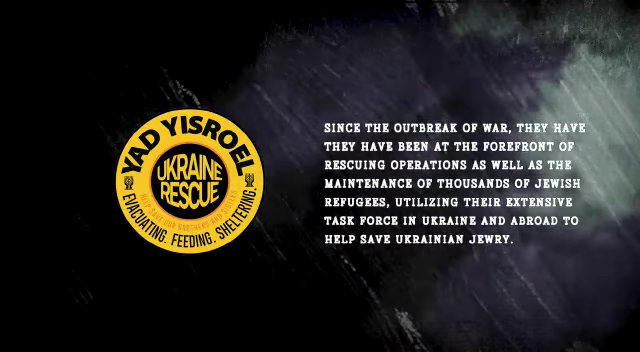 YAD YISROEL
UKRAINE
RESCUE
EVACUATING. FEEDING. SHELTERING.
SINCE THE OUTBREAK OF WAR, THEY HAVE
THEY HAVE BEEN AT THE FOREFRONT OF
RESCUING OPERATIONS AS WELL AS THE
MAINTENANCE OF THOUSANDS OF JEWISH
REFUGEES, UTILIZING THEIR EXTENSIVE
TASK FORCE IN UKRAINE AND ABROAD TO
HELP SAVE UKRAINIAN JEWRY.